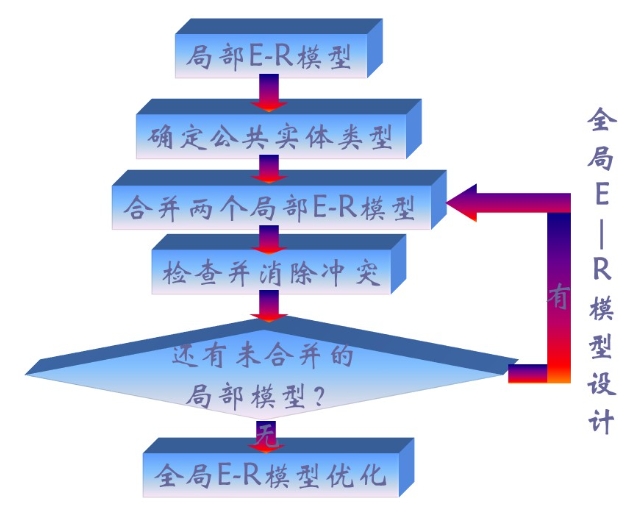 局部E-R模型
确定公共实体类型
合并两个局部E-R模型
检查并消除冲突
还有未合并的
局部模型?
有
无
全局E-R模型优化
全局E|R模型设计